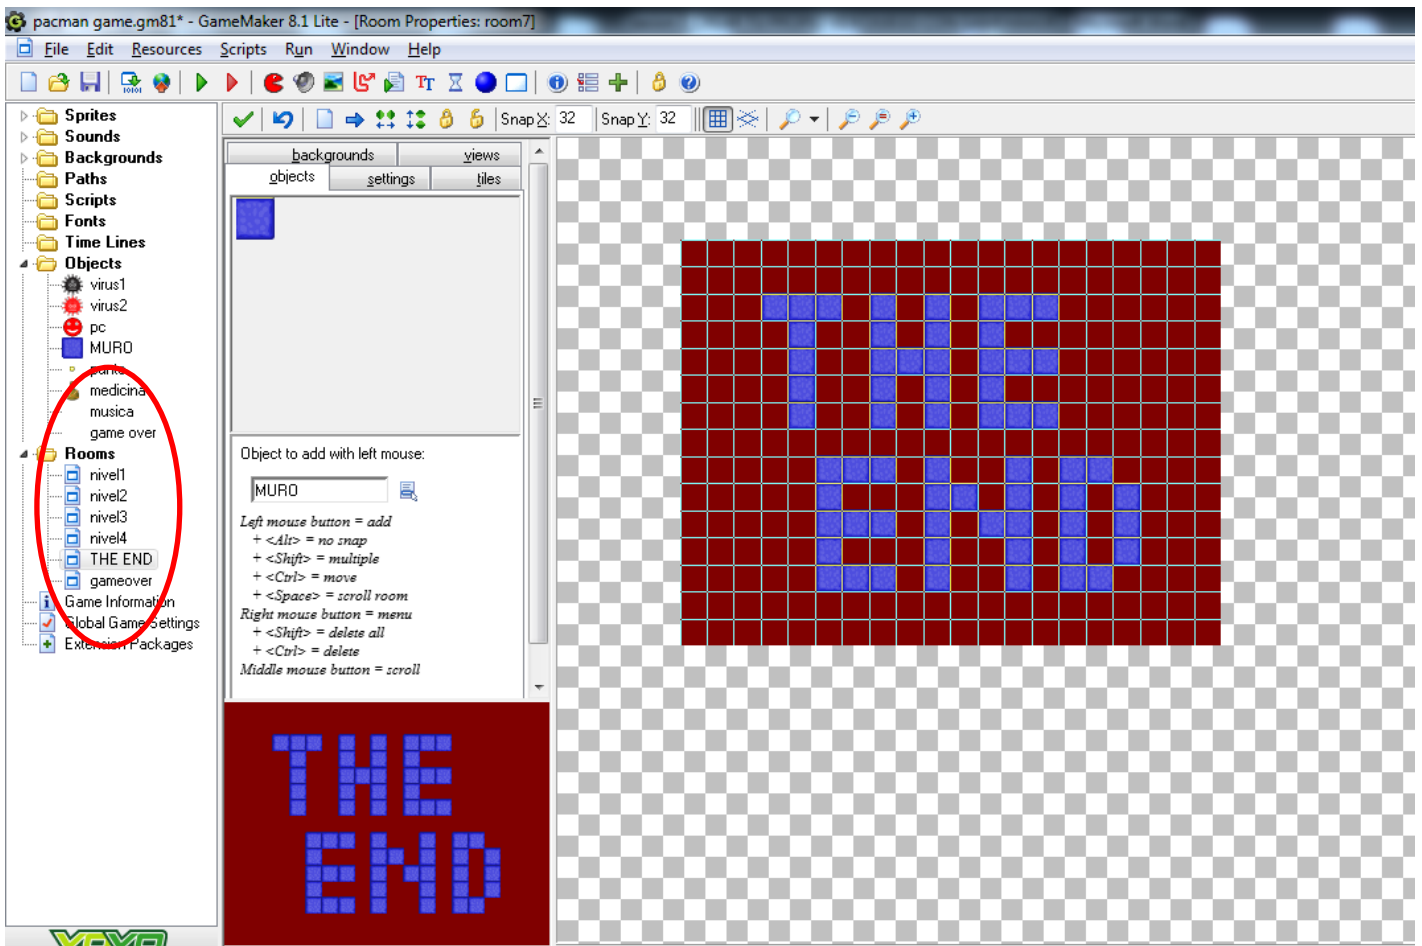 pacman game.gm81* - GameMaker 8.1 Lite - [Room Properties: room7]
File Edit Resources Scripts Run Window Help
Snap X: 32 Snap Y: 32
Sprites
Sounds
Backgrounds
Paths
Scripts
Fonts
Time Lines
Objects
virus1
virus2
pc
MURO
punto
medicina
musica
game over
Rooms
nivel1
nivel2
nivel3
nivel4
THE END
gameover
Game Information
Global Game Settings
Extension Packages
backgrounds views
objects settings tiles
Object to add with left mouse:
MURO
Left mouse button = add
+ <Alt> = no snap
+ <Shift> = multiple
+ <Ctrl> = move
+ <Space> = scroll room
Right mouse button = menu
+ <Shift> = delete all
+ <Ctrl> = delete
Middle mouse button = scroll
THE
END
THE
END
YOYO